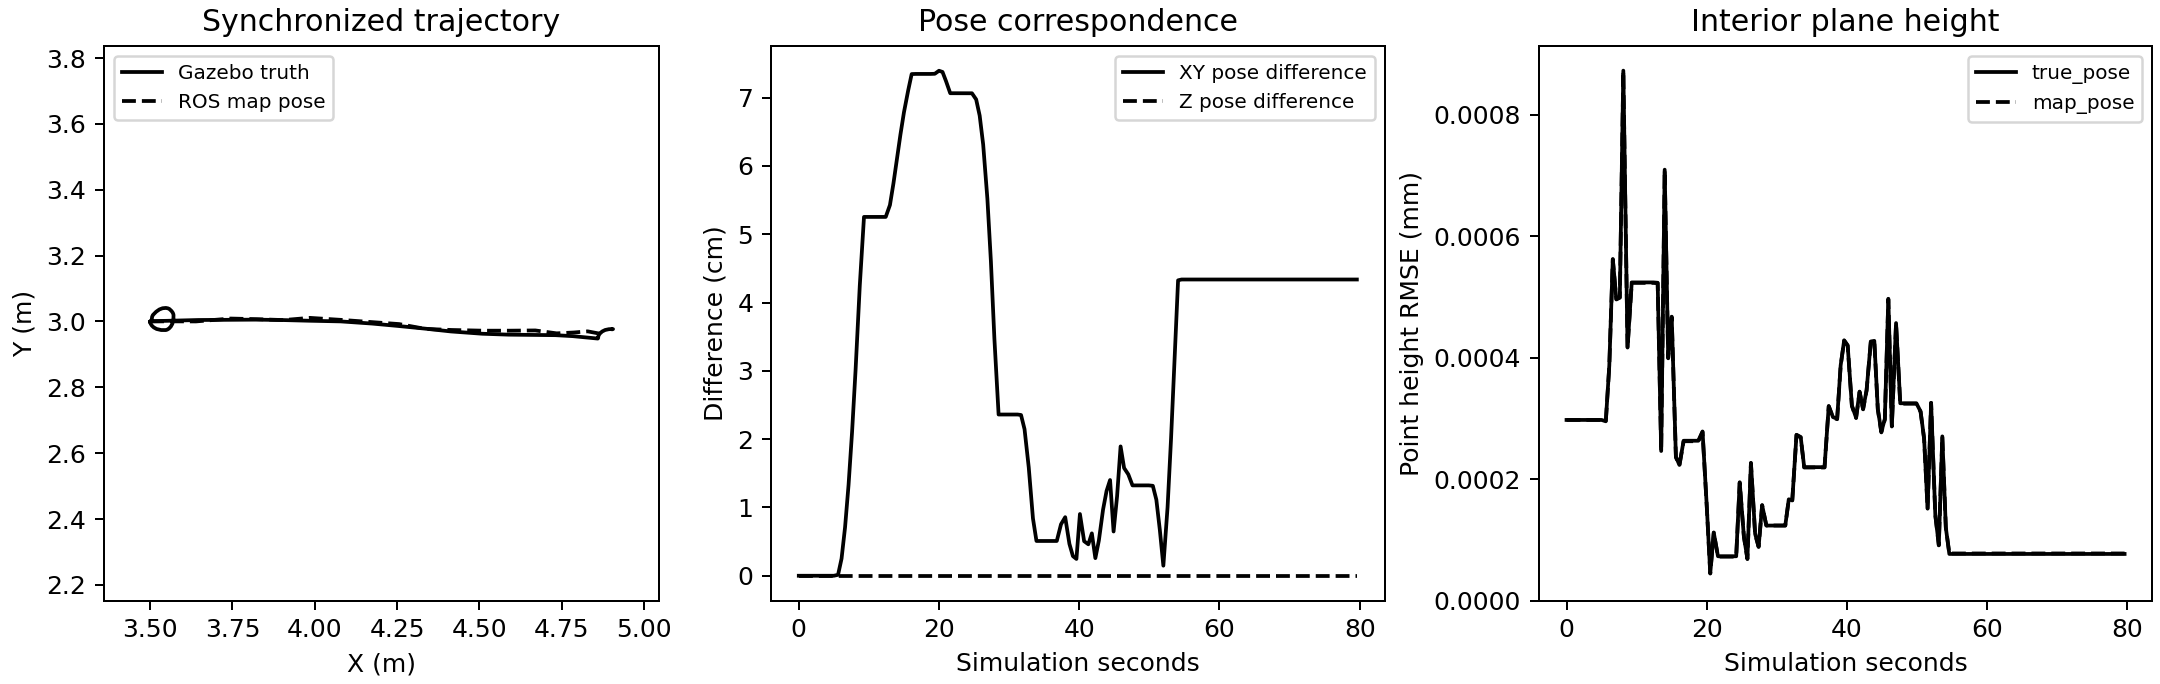 Synchronized trajectory
Gazebo truth
ROS map pose
3.8
3.6
3.4
3.2
3.0
2.8
2.6
2.4
2.2
Y (m)
3.50 3.75 4.00 4.25 4.50 4.75 5.00
X (m)
Pose correspondence
XY pose difference
Z pose difference
7
6
5
4
3
2
1
0
Difference (cm)
0 20 40 60 80
Simulation seconds
Interior plane height
true_pose
map_pose
0.0008
0.0006
0.0004
0.0002
0.0000
Point height RMSE (mm)
0 20 40 60 80
Simulation seconds